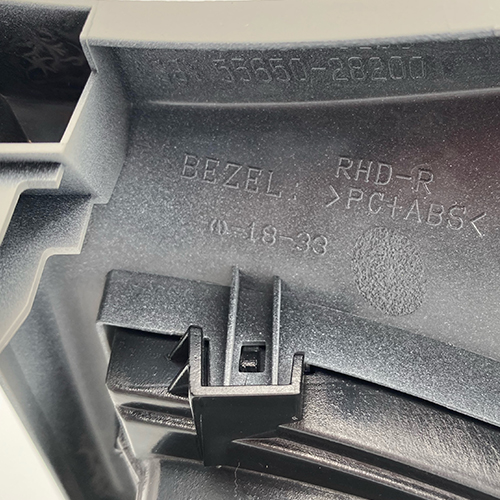 55650-28200
BEZEL, RHD-R
>PC+ABS<
18-33